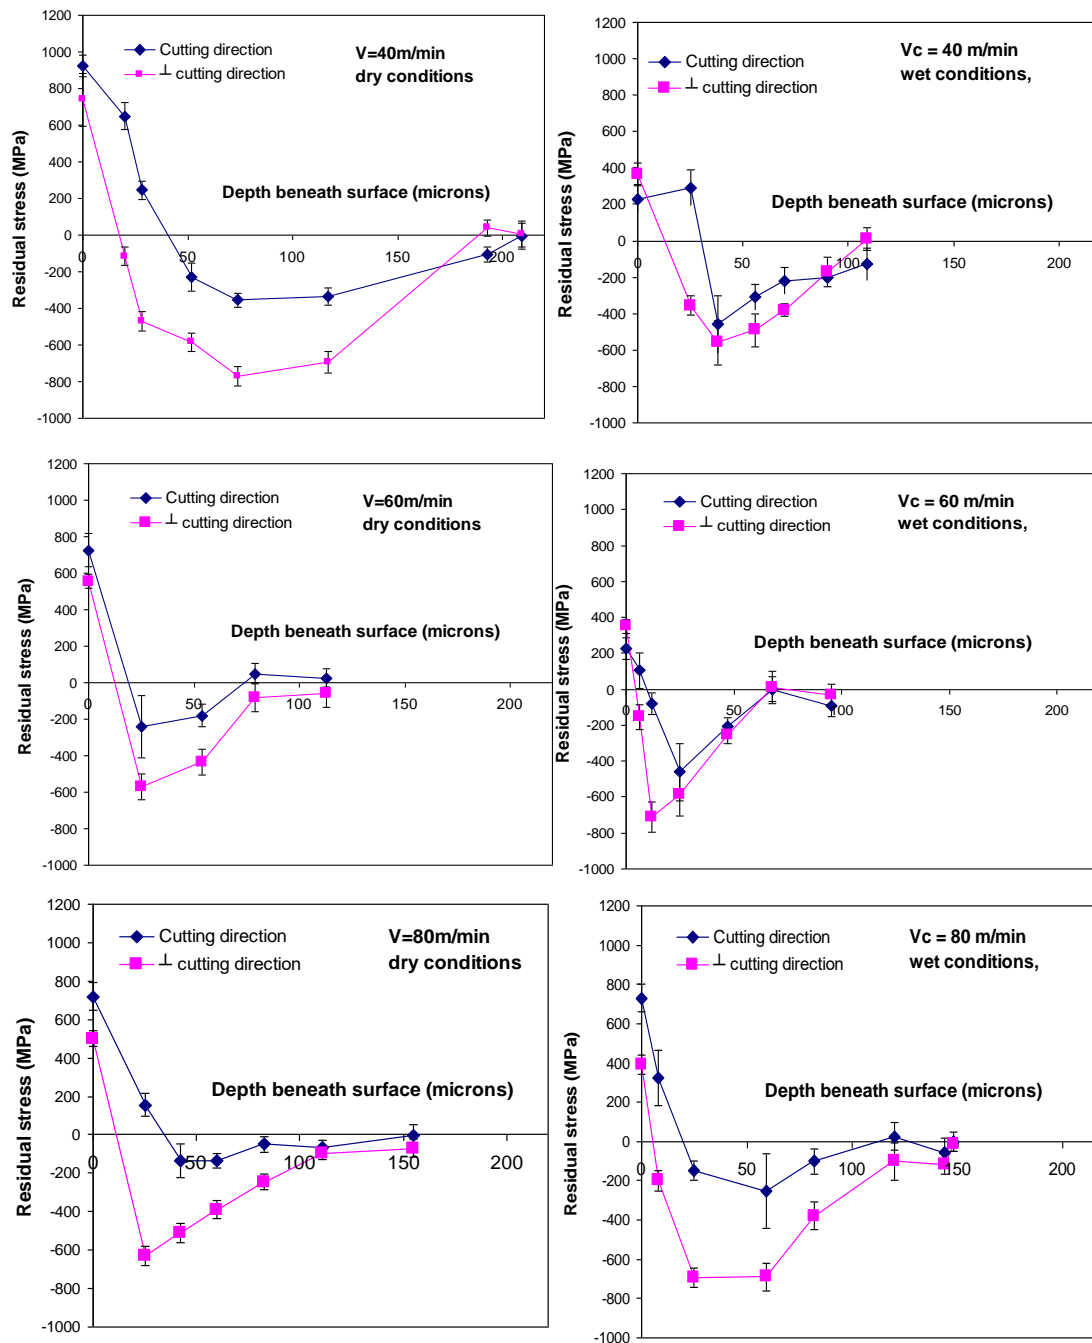 1200
1000
800
600
400
200
0
-200
-400
-600
-800
-1000
0
50
100
150
200
Residual stress (MPa)
Cutting direction
⊥ cutting direction
V=40m/min
dry conditions
Depth beneath surface (microns)
1200
1000
800
600
400
200
0
-200
-400
-600
-800
-1000
0
50
100
150
200
Residual stress (MPa)
Cutting direction
⊥ cutting direction
Vc = 40 m/min
wet conditions,
Depth beneath surface (microns)
1200
1000
800
600
400
200
0
-200
-400
-600
-800
-1000
0
50
100
150
200
Residual stress (MPa)
Cutting direction
⊥ cutting direction
V=60m/min
dry conditions
Depth beneath surface (microns)
1200
1000
800
600
400
200
0
-200
-400
-600
-800
-1000
0
50
100
150
200
Residual stress (MPa)
Cutting direction
⊥ cutting direction
Vc = 60 m/min
wet conditions,
Depth beneath surface (microns)
1200
1000
800
600
400
200
0
-200
-400
-600
-800
-1000
0
50
100
150
200
Residual stress (MPa)
Cutting direction
⊥ cutting direction
V=80m/min
dry conditions
Depth beneath surface (microns)
1200
1000
800
600
400
200
0
-200
-400
-600
-800
-1000
0
50
100
150
200
Residual stress (MPa)
Cutting direction
⊥ cutting direction
Vc = 80 m/min
wet conditions,
Depth beneath surface (microns)